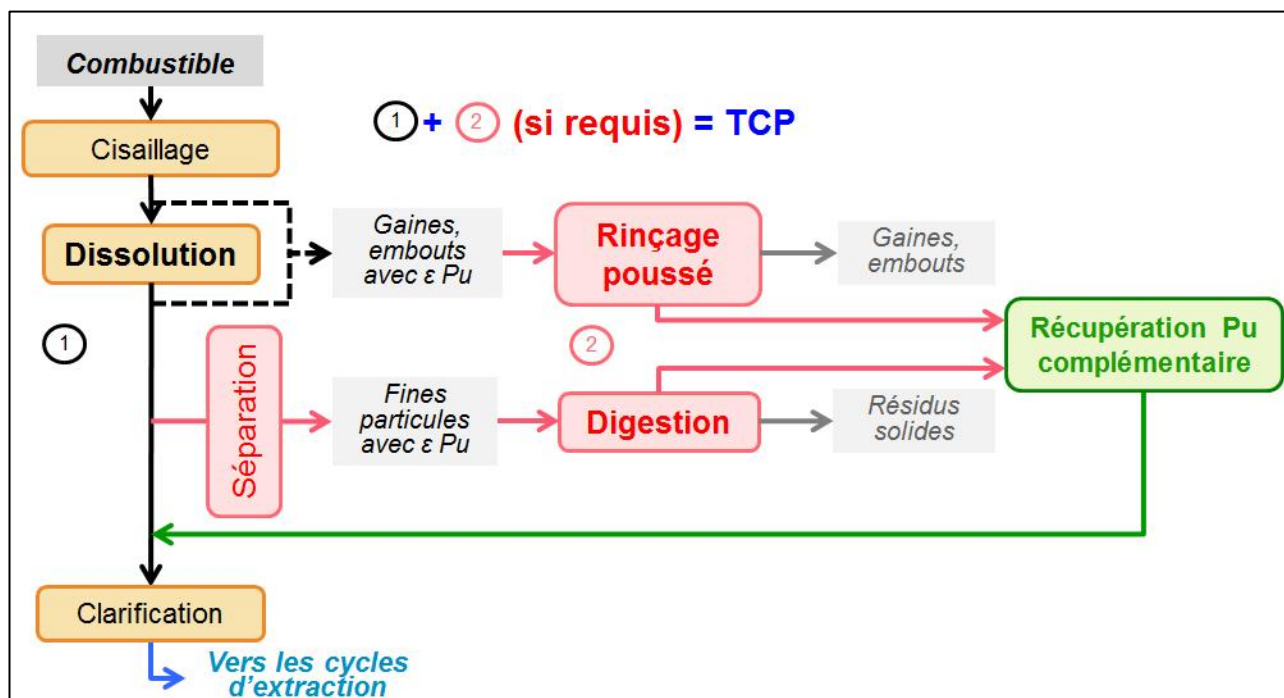 Combustible
1 + 2 (si requis) = TCP
Cisaillage
Dissolution
Gaines,
embouts
avec ε Pu
Rinçage
poussé
Gaines,
embouts
1
Séparation
2
Récupération Pu
complémentaire
Fines
particules
avec ε Pu
Digestion
Résidus
solides
Clarification
Vers les cycles
d’extraction